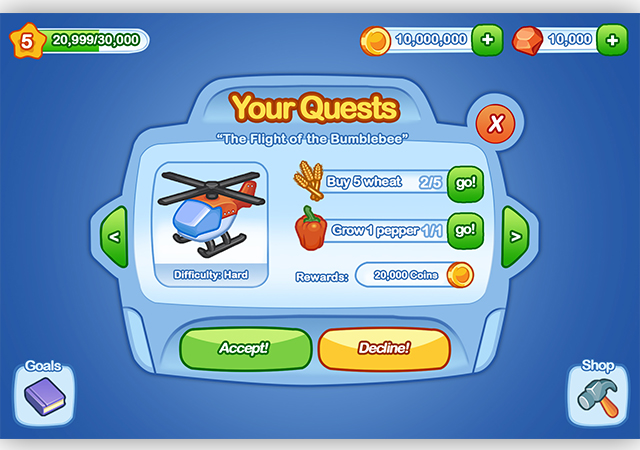 5 20,999/30,000
10,000,000 +
10,000 +
Your Quests
X
"The Flight of the Bumblebee"
Buy 5 wheat 2/5 go!
Grow 1 pepper 1/1 go!
< >
Difficulty: Hard
Rewards: 20,000 Coins
Accept! Decline!
Goals
Shop